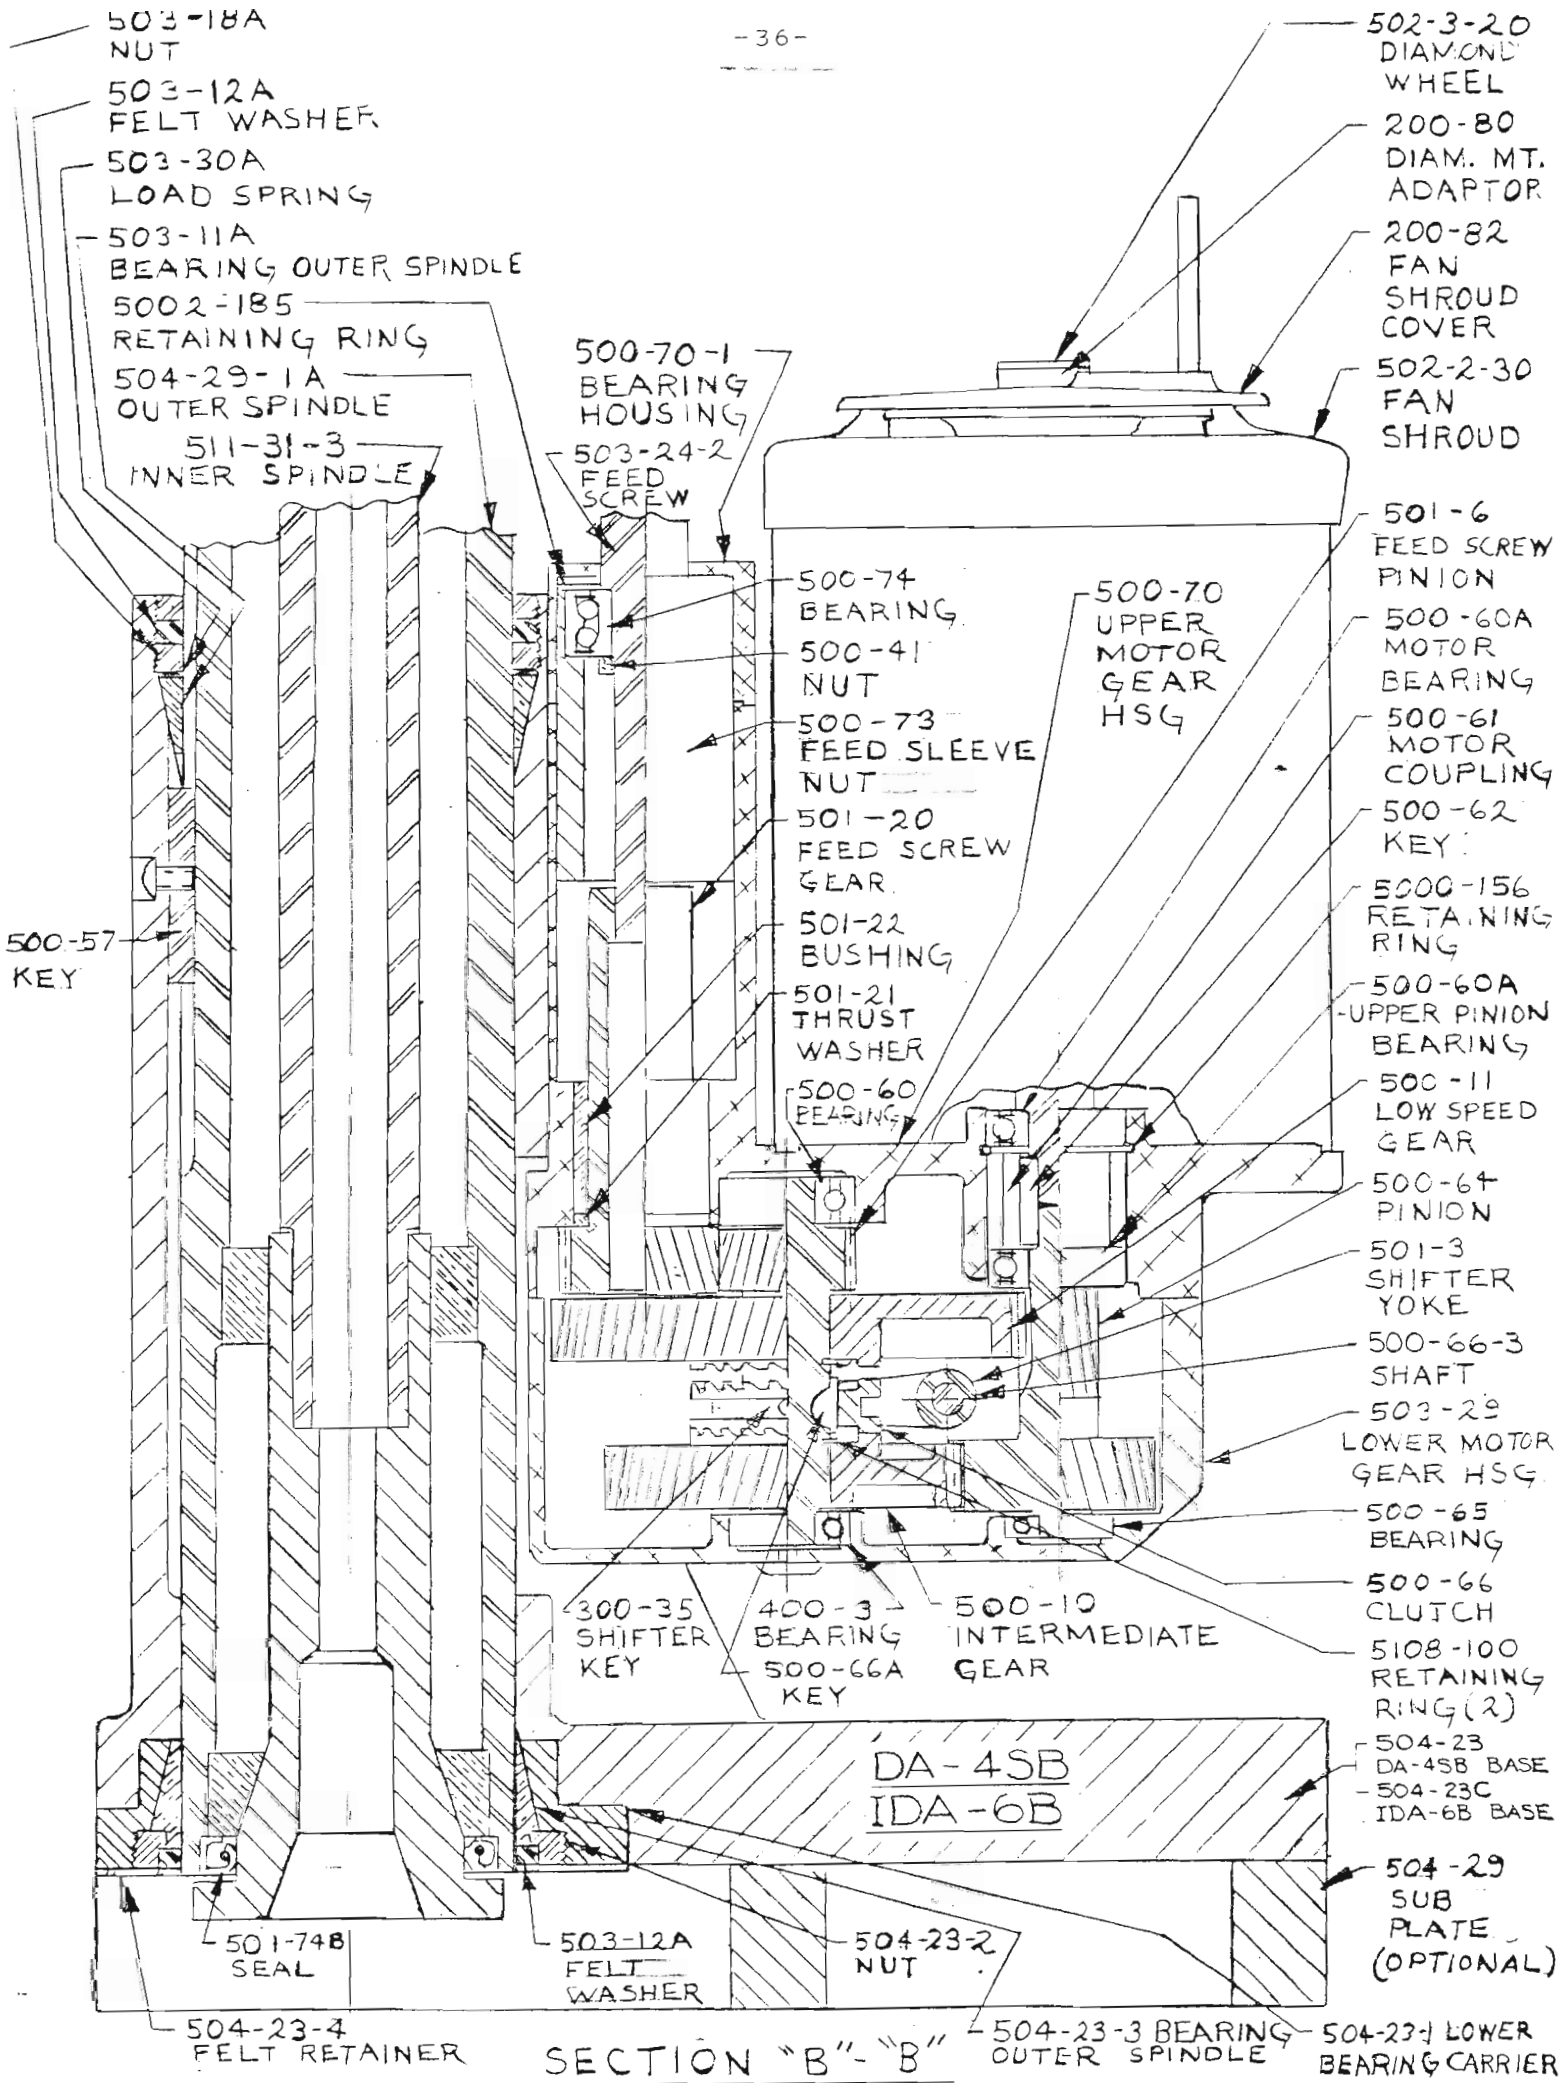 -36-
503-18A
NUT
503-12A
FELT WASHER
503-30A
LOAD SPRING
503-11A
BEARING OUTER SPINDLE
5002-185
RETAINING RING
504-29-1A
OUTER SPINDLE
511-31-3
INNER SPINDLE
500-70-1
BEARING
HOUSING
503-24-2
FEED
SCREW
500-74
BEARING
500-41
NUT
500-73
FEED SLEEVE
NUT
501-20
FEED SCREW
GEAR
501-22
BUSHING
501-21
THRUST
WASHER
500-60
BEARING
500-70
UPPER
MOTOR
GEAR
HSG
502-3-20
DIAMOND
WHEEL
200-80
DIAM. MT.
ADAPTOR
200-82
FAN
SHROUD
COVER
502-2-30
FAN
SHROUD
501-6
FEED SCREW
PINION
500-60A
MOTOR
BEARING
500-61
MOTOR
COUPLING
500-62
KEY
5000-156
RETAINING
RING
500-60A
UPPER PINION
BEARING
500-11
LOW SPEED
GEAR
500-64
PINION
501-3
SHIFTER
YOKE
500-66-3
SHAFT
503-29
LOWER MOTOR
GEAR HSG
500-65
BEARING
500-66
CLUTCH
5108-100
RETAINING
RING (2)
504-23
DA-4SB BASE
504-23C
IDA-6B BASE
504-29
SUB
PLATE
(OPTIONAL)
500-57
KEY
300-35
SHIFTER
KEY
400-3
BEARING
500-66A
KEY
500-10
INTERMEDIATE
GEAR
DA-4SB
IDA-6B
501-74B
SEAL
503-12A
FELT
WASHER
504-23-2
NUT
504-23-4
FELT RETAINER
SECTION "B"-"B"
504-23-3 BEARING
OUTER SPINDLE
504-23-1 LOWER
BEARING CARRIER